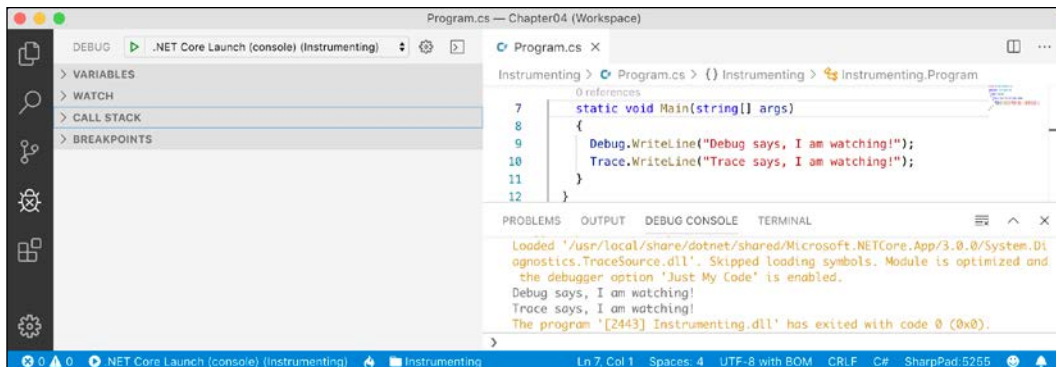 Program.cs — Chapter04 (Workspace)
DEBUG .NET Core Launch (console) (Instrumenting)
VARIABLES
WATCH
CALL STACK
BREAKPOINTS
Program.cs
Instrumenting > Program.cs > {} Instrumenting > Instrumenting.Program
0 references
7 static void Main(string[] args)
8 {
9 Debug.WriteLine("Debug says, I am watching!");
10 Trace.WriteLine("Trace says, I am watching!");
11 }
12 }
PROBLEMS OUTPUT DEBUG CONSOLE TERMINAL
Loaded '/usr/local/share/dotnet/shared/Microsoft.NETCore.App/3.0.0/System.Di
agnostics.TraceSource.dll'. Skipped loading symbols. Module is optimized and
the debugger option 'Just My Code' is enabled.
Debug says, I am watching!
Trace says, I am watching!
The program '[2443] Instrumenting.dll' has exited with code 0 (0x0).
>
0 0 .NET Core Launch (console) (Instrumenting) Instrumenting Ln 7, Col 1 Spaces: 4 UTF-8 with BOM CRLF C# SharpPad:5255